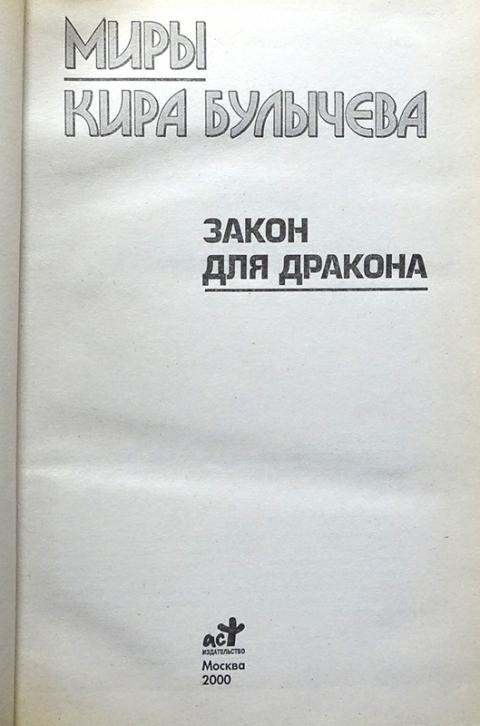 МИРЫ
КИРА БУЛЫЧЕВА
ЗАКОН
ДЛЯ ДРАКОНА
аст
ИЗДАТЕЛЬСТВО
Москва
2000